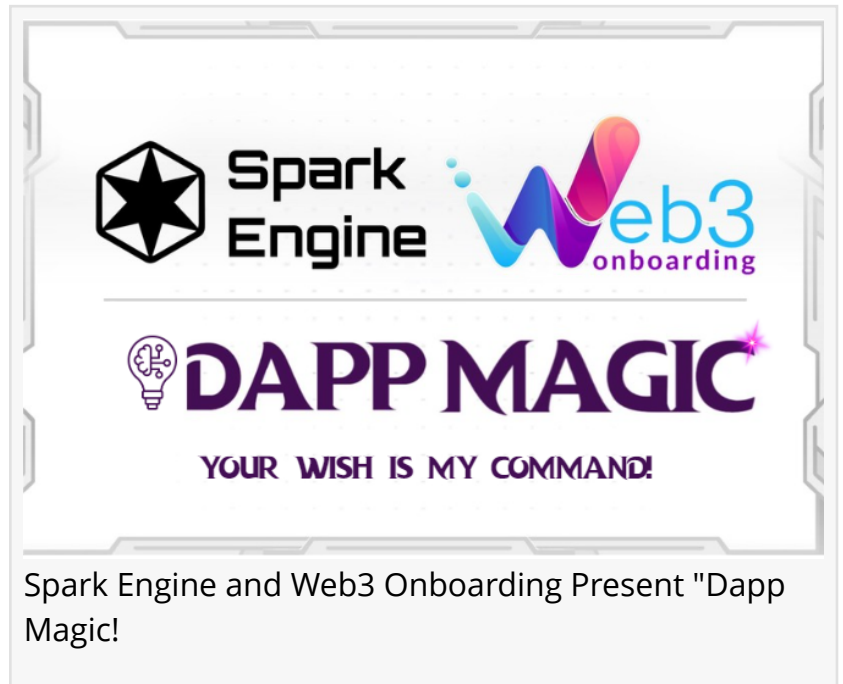 Spark
Engine
Web3
onboarding
DAPP MAGIC
YOUR WISH IS MY COMMAND!
Spark Engine and Web3 Onboarding Present "Dapp
Magic!